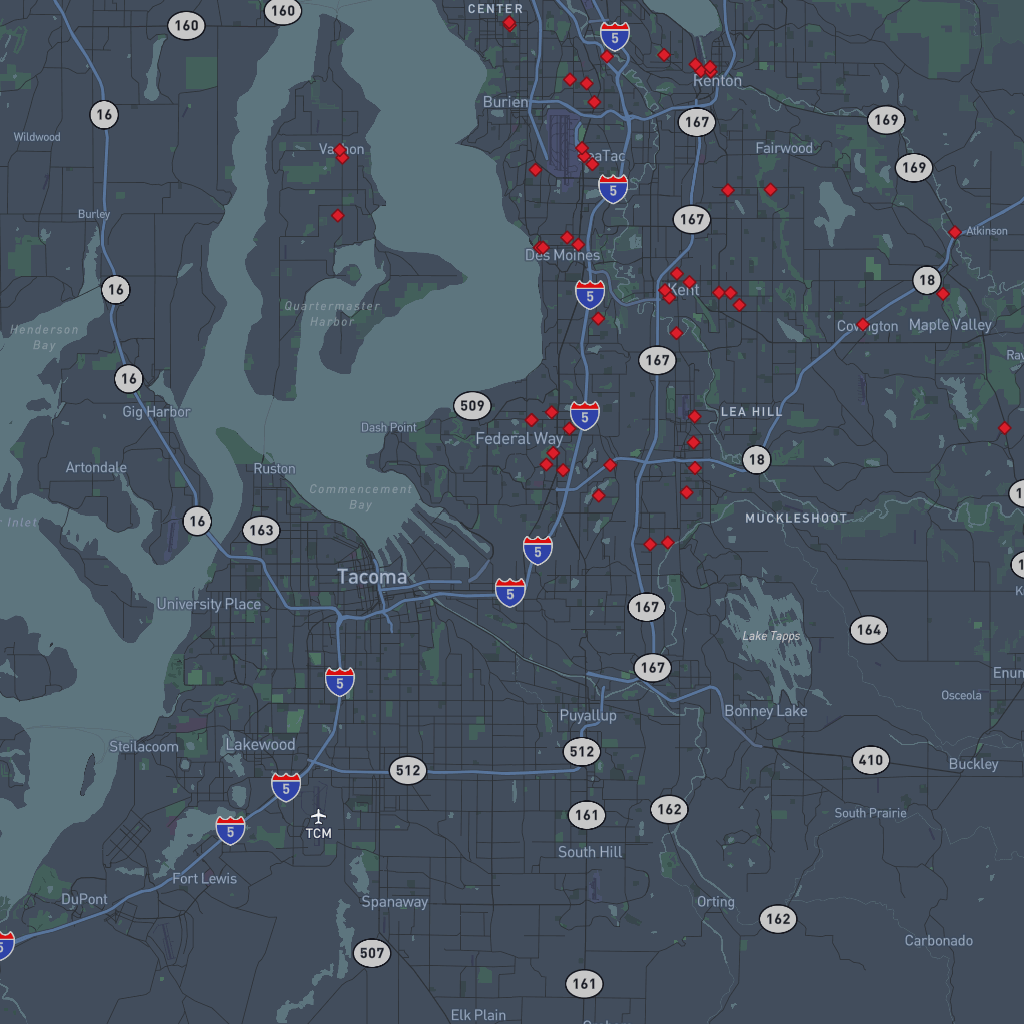 CENTER
160
160
5
16
Renton
Burien
167
169
Wildwood
Vashon
SeaTac
Fairwood
169
5
Burley
167
Atkinson
Des Moines
16
5
Kent
18
Quartermaster
Harbor
Henderson
Bay
Covington
Maple Valley
167
16
Gig Harbor
509
5
LEA HILL
Dash Point
Federal Way
Artondale
Ruston
18
Commencement
Bay
16
163
MUCKLESHOOT
Inlet
5
Tacoma
5
University Place
167
Lake Tapps
164
167
5
Osceola
Puyallup
Bonney Lake
Steilacoom
Lakewood
512
512
410
Buckley
5
5
TCM
161
162
South Prairie
South Hill
Fort Lewis
DuPont
Spanaway
Orting
162
5
507
Carbonado
161
Elk Plain